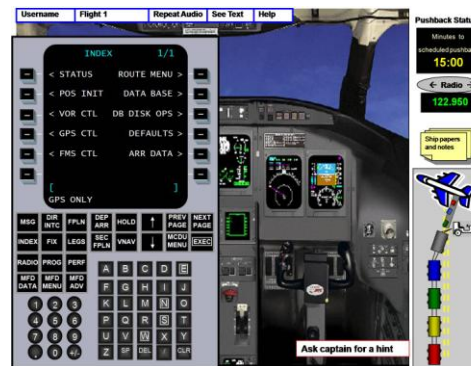 Username Flight 1 Repeat Audio See Text Help
Pushback Statu
Minutes to
scheduled pushba
15:00
← Radio →
122.950
Ship papers
and notes
INDEX 1/1
< STATUS ROUTE MENU >
< POS INIT DATA BASE >
< VOR CTL DB DISK OPS >
< GPS CTL DEFAULTS >
< FMS CTL ARR DATA >
[ ]
GPS ONLY
MSG DIR INTC FPLN DEP ARR HOLD ↑ PREV PAGE NEXT PAGE
INDEX FIX LEGS SEC FPLN VNAV ↓ MCDU MENU EXEC
RADIO PROG PERF
MFD DATA MFD MENU MFD ADV
A B C D E
F G H I J
K L M N O
P Q R S T
U V W X Y
Z SP DEL / CLR
1 2 3
4 5 6
7 8 9
. 0 +/-
Ask captain for a hint